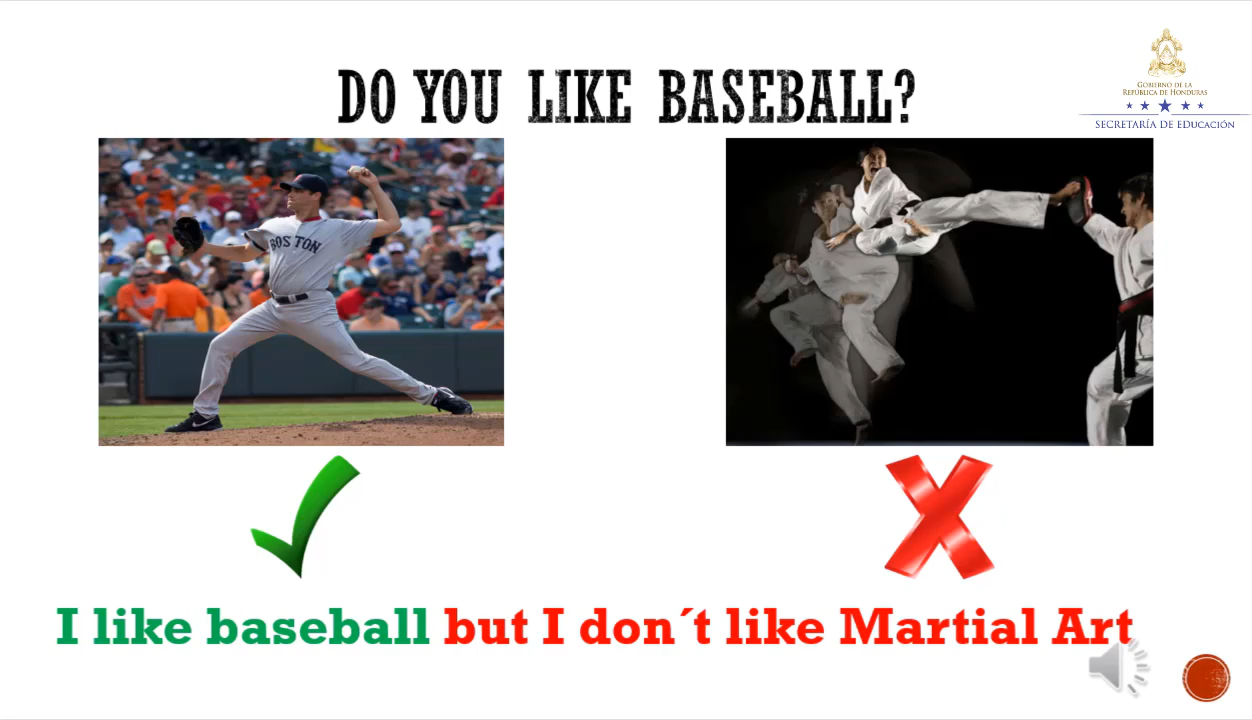 GOBIERNO DE LA
REPÚBLICA DE HONDURAS
SECRETARÍA DE EDUCACIÓN
DO YOU LIKE BASEBALL?
BOSTON
I like baseball but I don´t like Martial Art